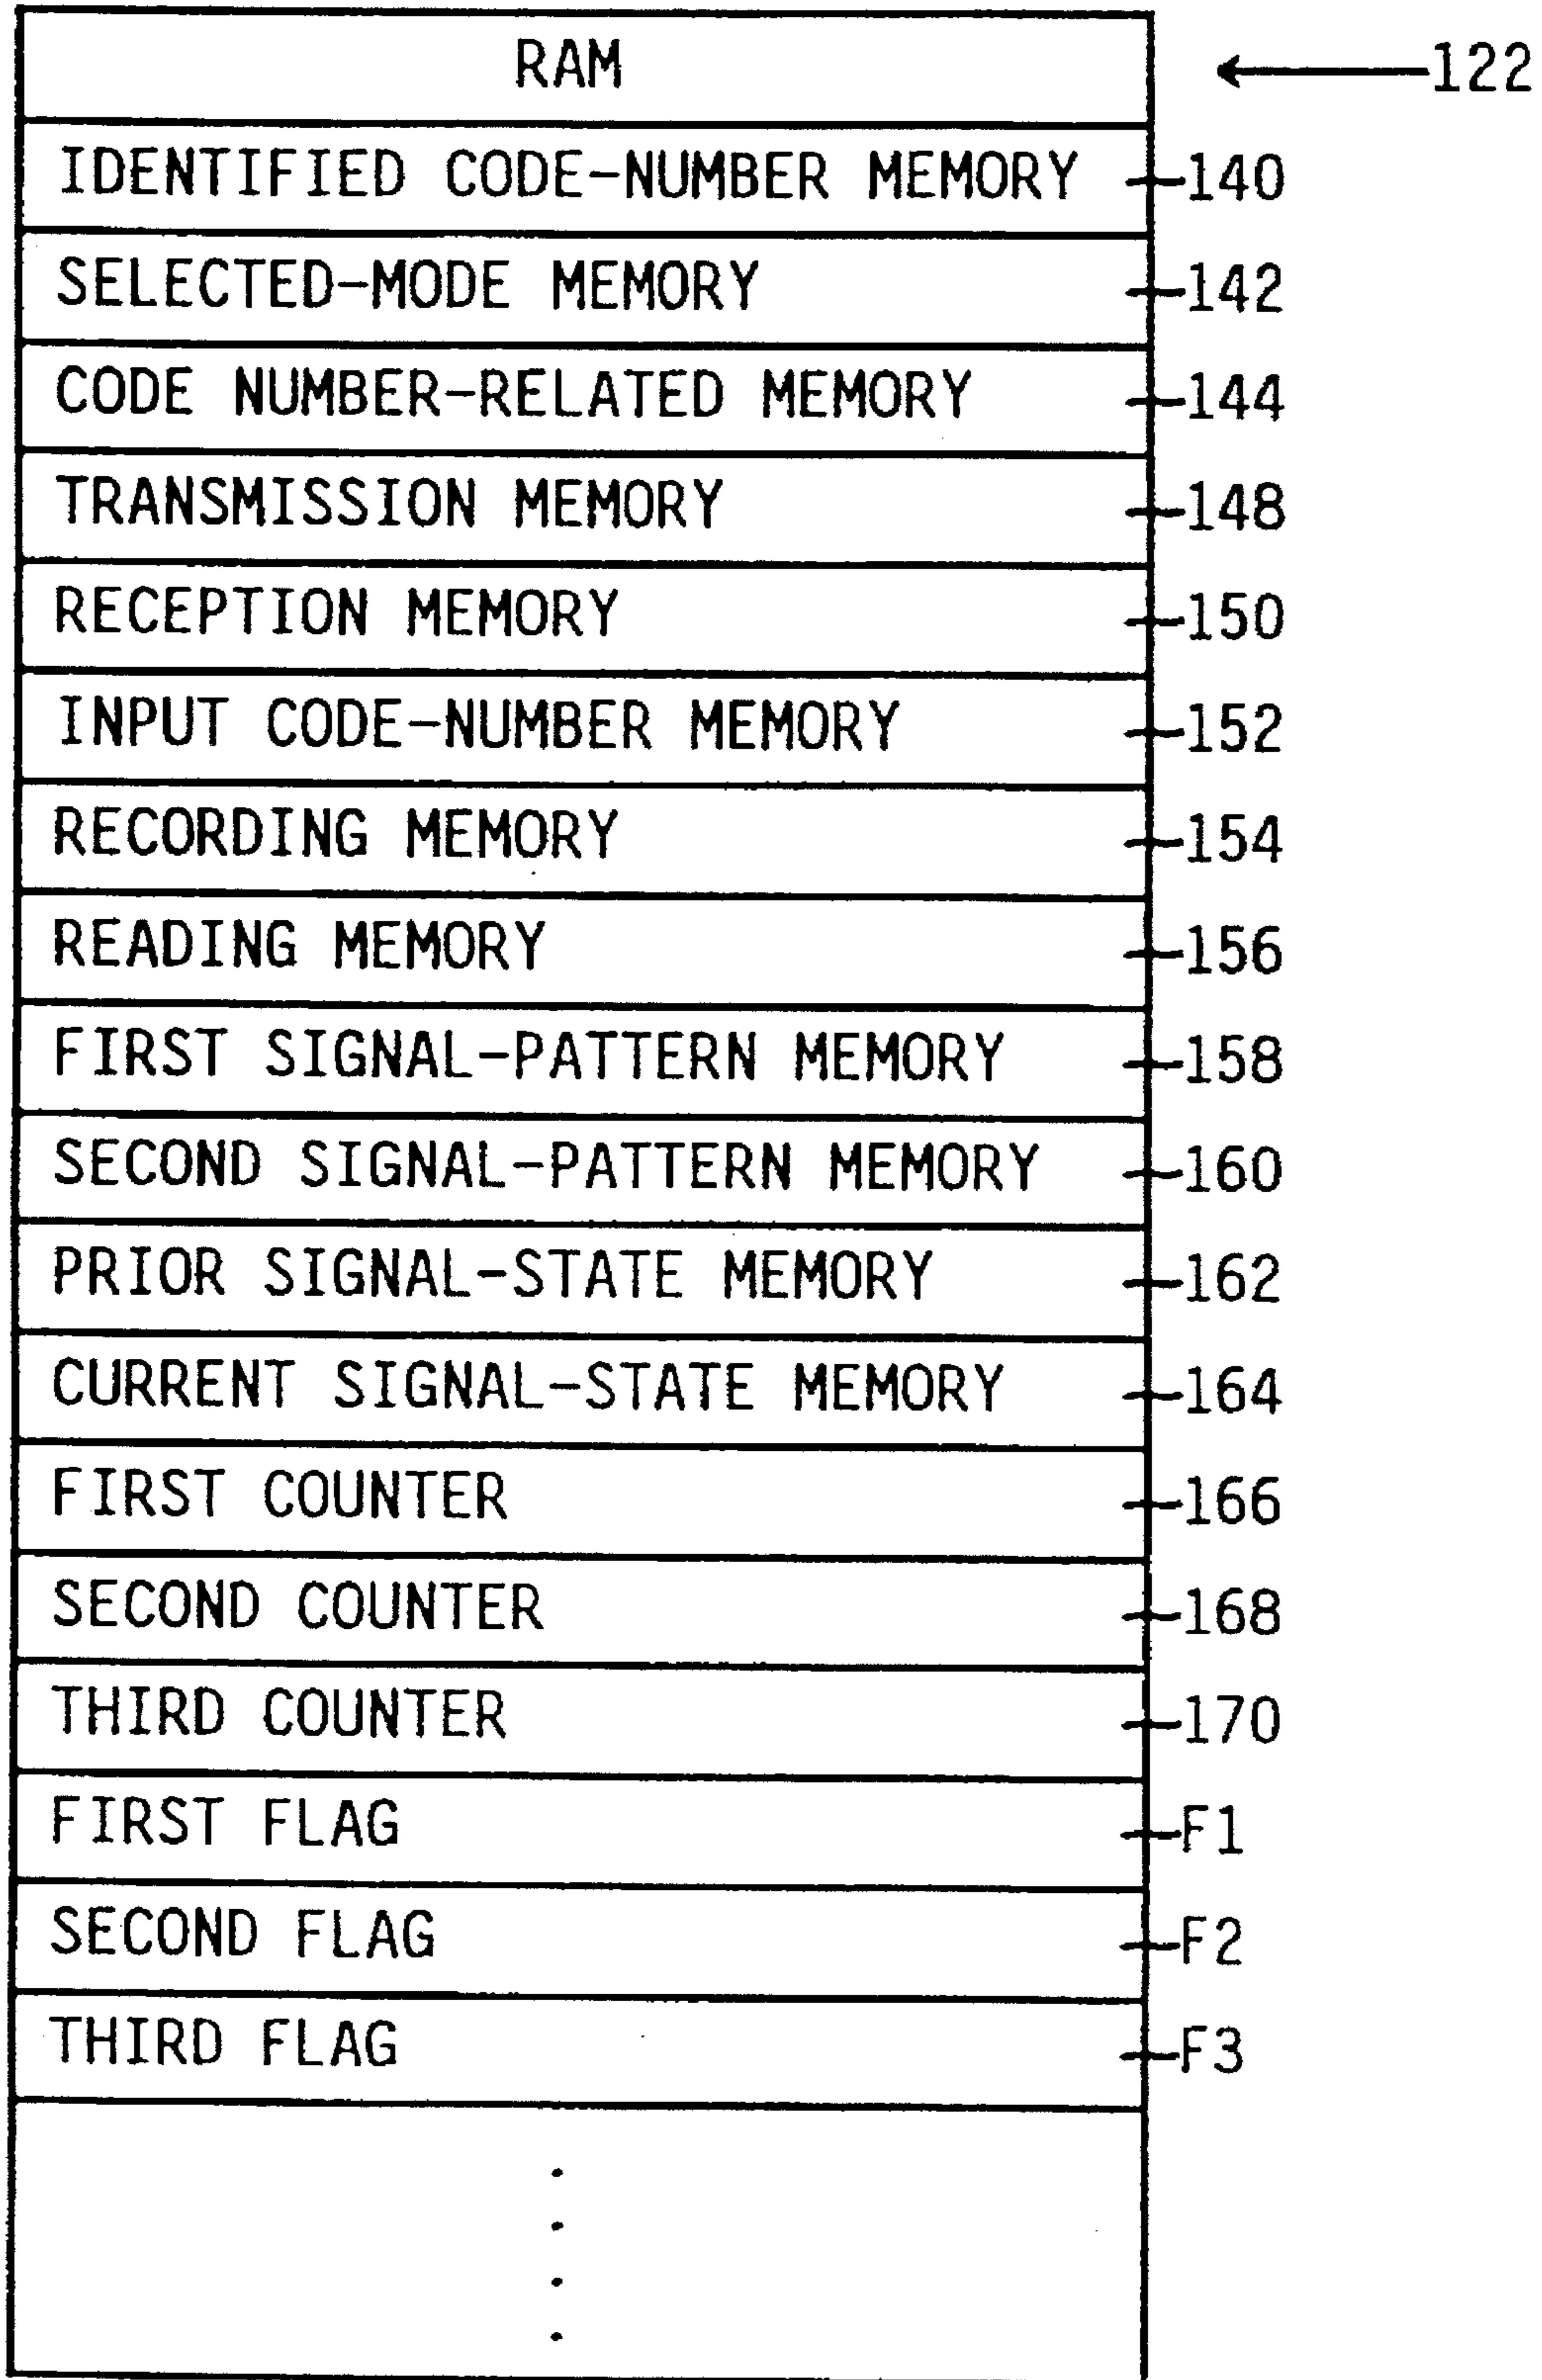 RAM 122
IDENTIFIED CODE-NUMBER MEMORY 140
SELECTED-MODE MEMORY 142
CODE NUMBER-RELATED MEMORY 144
TRANSMISSION MEMORY 148
RECEPTION MEMORY 150
INPUT CODE-NUMBER MEMORY 152
RECORDING MEMORY 154
READING MEMORY 156
FIRST SIGNAL-PATTERN MEMORY 158
SECOND SIGNAL-PATTERN MEMORY 160
PRIOR SIGNAL-STATE MEMORY 162
CURRENT SIGNAL-STATE MEMORY 164
FIRST COUNTER 166
SECOND COUNTER 168
THIRD COUNTER 170
FIRST FLAG F1
SECOND FLAG F2
THIRD FLAG F3